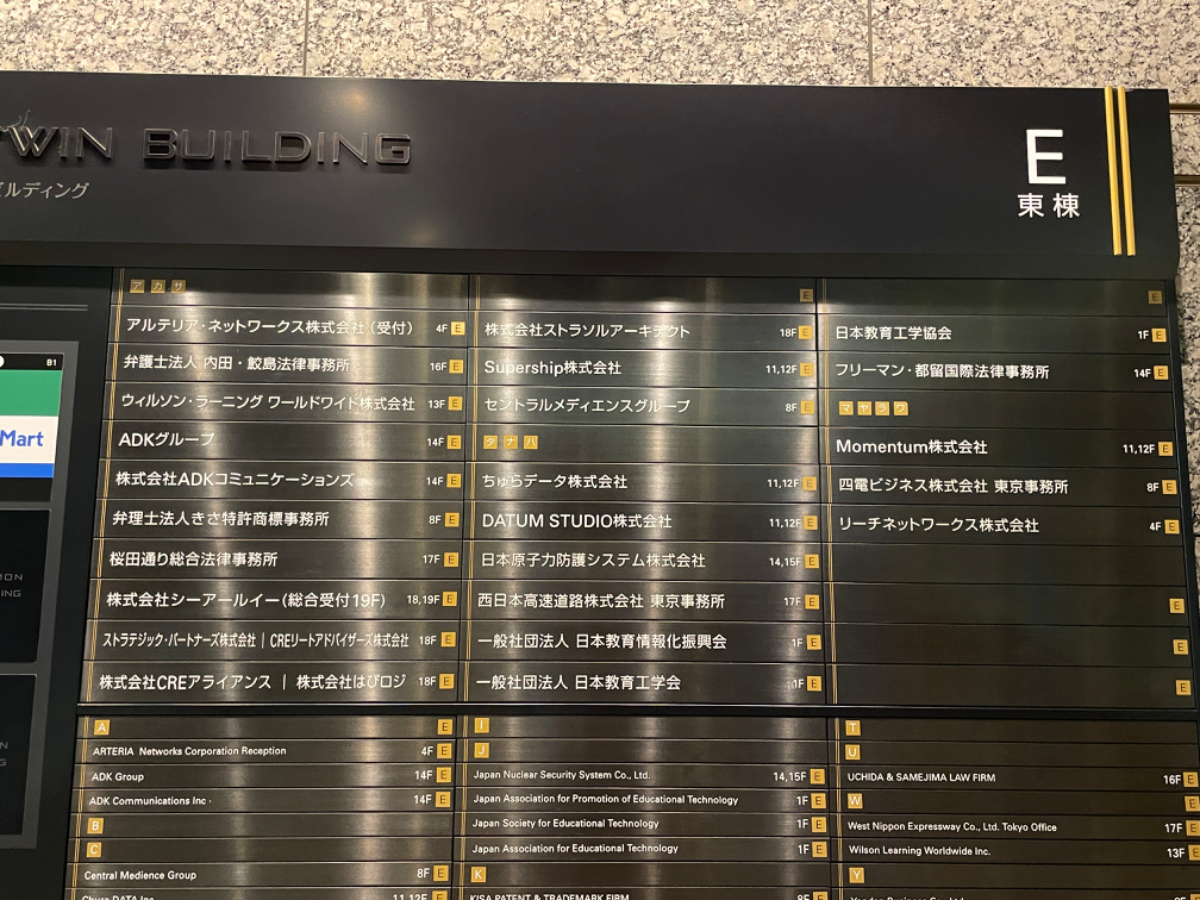 TWIN BUILDING
ビルディング
E
東棟
B1
Mart
アカサ
アルテリア・ネットワークス株式会社（受付） 4F E
弁護士法人 内田・鮫島法律事務所 16F E
ウィルソン・ラーニング ワールドワイド株式会社 13F E
ADKグループ 14F E
株式会社ADKコミュニケーションズ 14F E
弁理士法人きさ特許商標事務所 8F E
桜田通り総合法律事務所 17F E
株式会社シーアールイー(総合受付19F) 18,19F E
ストラテジック・パートナーズ株式会社 | CREリートアドバイザーズ株式会社 18F E
株式会社CREアライアンス | 株式会社はぴロジ 18F E
E
株式会社ストラソルアーキテクト 18F E
Supership株式会社 11,12F E
セントラルメディエンスグループ 8F E
タナハ
ちゅらデータ株式会社 11,12F E
DATUM STUDIO株式会社 11,12F E
日本原子力防護システム株式会社 14,15F E
西日本高速道路株式会社 東京事務所 17F E
一般社団法人 日本教育情報化振興会 1F E
一般社団法人 日本教育工学会 1F E
E
日本教育工学協会 1F E
フリーマン・都留国際法律事務所 14F E
マヤラワ
Momentum株式会社 11,12F E
四電ビジネス株式会社 東京事務所 8F E
リーチネットワークス株式会社 4F E
E
E
E
A E
ARTERIA Networks Corporation Reception 4F E
ADK Group 14F E
ADK Communications Inc. 14F E
B
C
Central Medience Group 8F E
Chura DATA Inc. 11,12F E
I
J
Japan Nuclear Security System Co., Ltd. 14,15F E
Japan Association for Promotion of Educational Technology 1F E
Japan Society for Educational Technology 1F E
Japan Association for Educational Technology 1F E
K
KISA PATENT & TRADEMARK FIRM 8F E
T
U
UCHIDA & SAMEJIMA LAW FIRM 16F E
W E
West Nippon Expressway Co., Ltd. Tokyo Office 17F E
Wilson Learning Worldwide Inc. 13F E
Y
Yonden Business Co., Ltd.